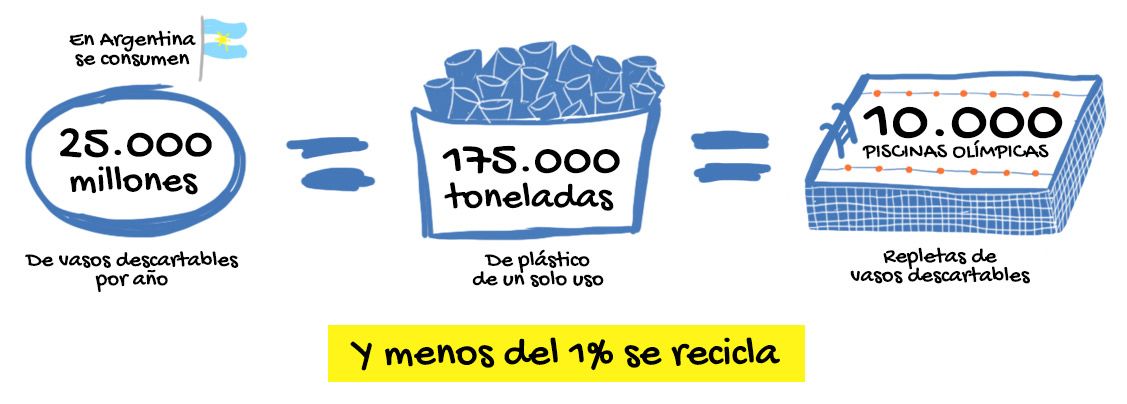 En Argentina
se consumen
25.000
millones
De vasos descartables
por año
175.000
toneladas
De plástico
de un solo uso
10.000
PISCINAS OLÍMPICAS
Repletas de
vasos descartables
Y menos del 1% se recicla